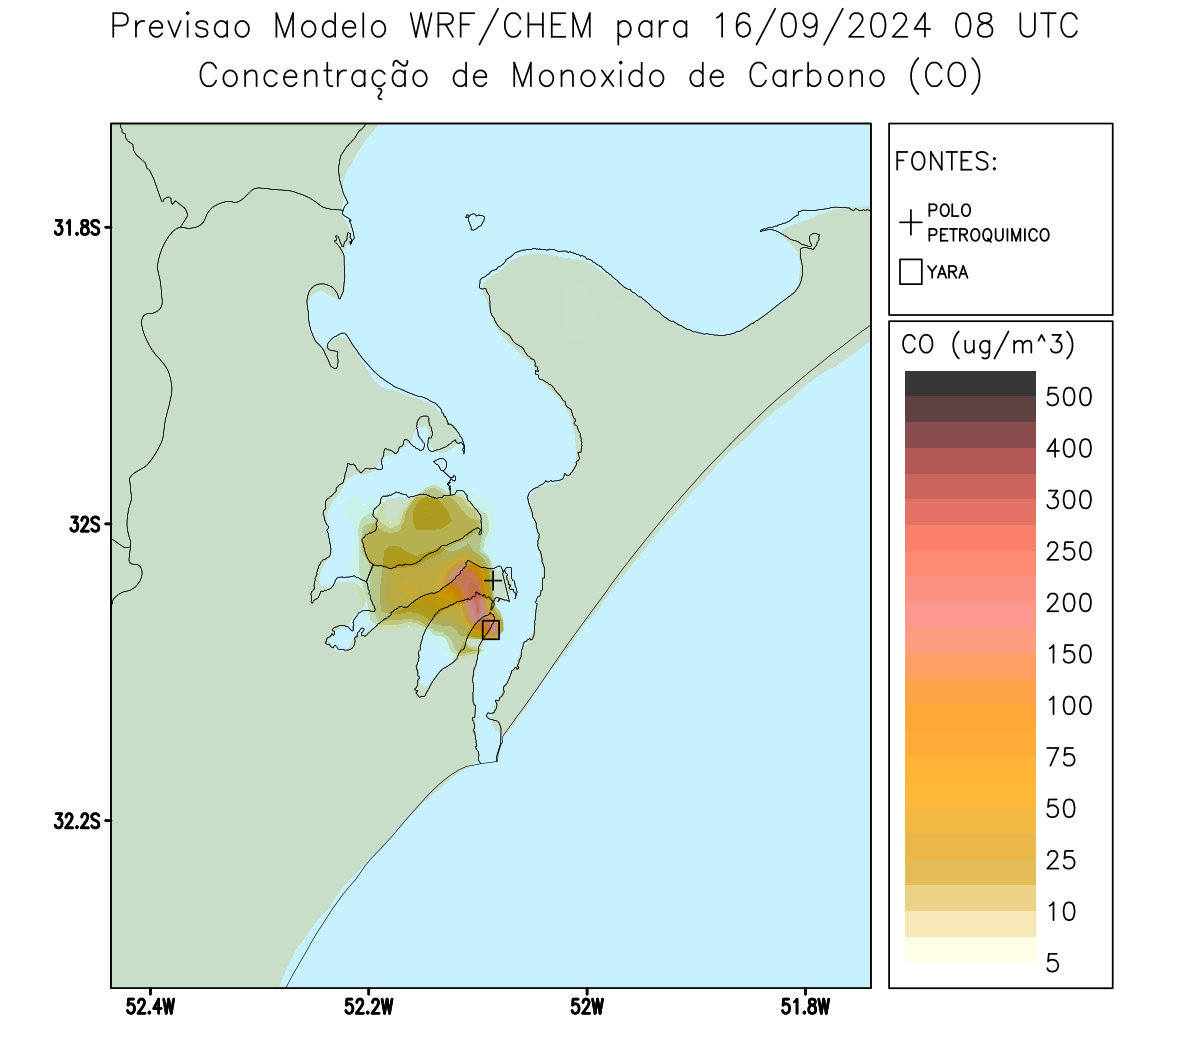 Previsao Modelo WRF/CHEM para 16/09/2024 08 UTC
Concentração de Monoxido de Carbono (CO)
FONTES:
POLO
PETROQUIMICO
YARA
CO (ug/m^3)
500
400
300
250
200
150
100
75
50
25
10
5
31.8S
32S
32.2S
52.4W
52.2W
52W
51.8W